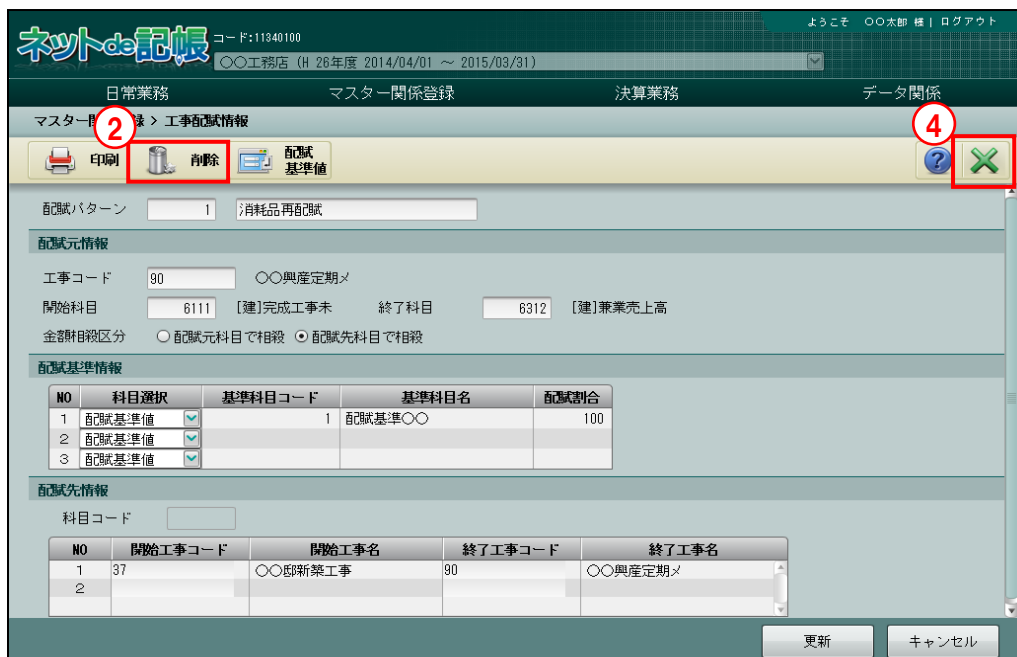 ようこそ 〇〇太郎 様 | ログアウト
ネットde記帳 コード:11340100
〇〇工務店 (H 26年度 2014/04/01 ～ 2015/03/31)
日常業務 マスター関係登録 決算業務 データ関係
マスター関 録 > 工事配賦情報
② ④
印刷 削除 配賦基準値 ?
配賦パターン 1 消耗品再配賦
配賦元情報
工事コード 90 〇〇興産定期メ
開始科目 6111 [建]完成工事未 終了科目 6312 [建]兼業売上高
金額相殺区分 配賦元科目で相殺 配賦先科目で相殺
配賦基準情報
NO 科目選択 基準科目コード 基準科目名 配賦割合
1 配賦基準値 1 配賦基準〇〇 100
2 配賦基準値
3 配賦基準値
配賦先情報
科目コード
NO 開始工事コード 開始工事名 終了工事コード 終了工事名
1 37 〇〇邸新築工事 90 〇〇興産定期メ
2
更新 キャンセル